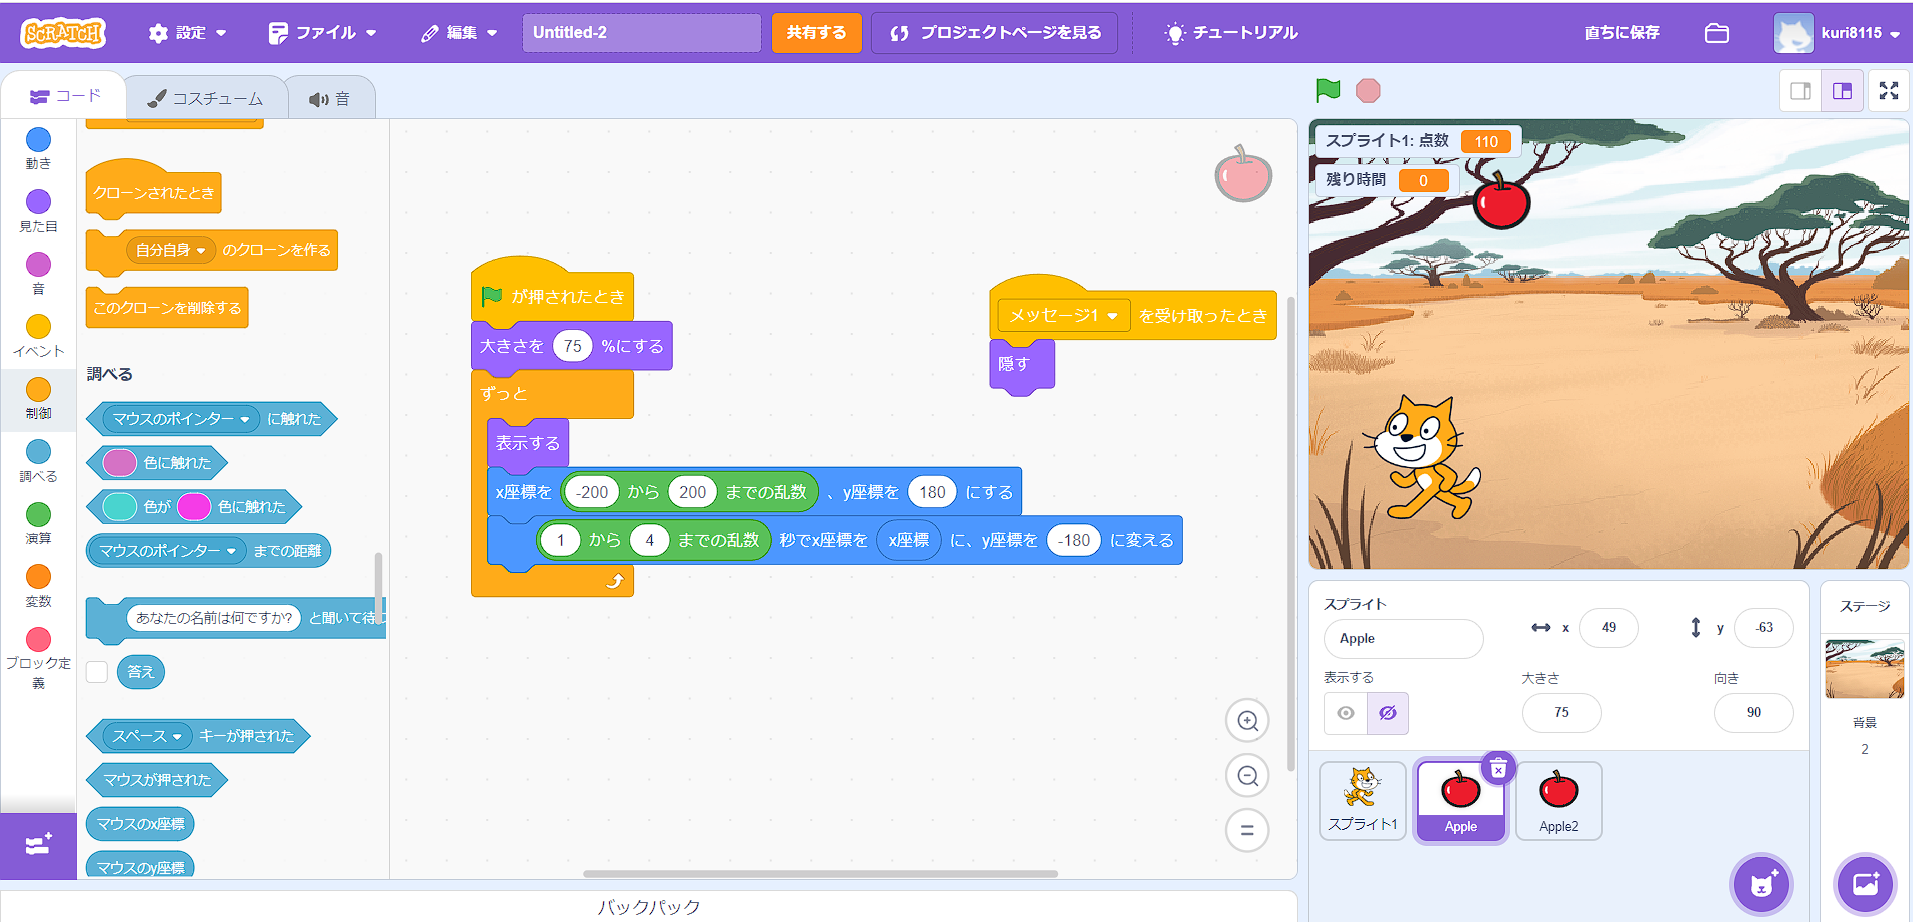 SCRATCH
設定
ファイル
編集
Untitled-2
共有する
プロジェクトページを見る
チュートリアル
直ちに保存
kuri8115
コード
コスチューム
音
動き
見た目
音
イベント
制御
調べる
演算
変数
ブロック定
義
クローンされたとき
自分自身 のクローンを作る
このクローンを削除する
調べる
マウスのポインター に触れた
色に触れた
色が 色に触れた
マウスのポインター までの距離
あなたの名前は何ですか? と聞いて待つ
答え
スペース キーが押された
マウスが押された
マウスのx座標
マウスのy座標
が押されたとき
大きさを 75 %にする
ずっと
表示する
x座標を -200 から 200 までの乱数 、y座標を 180 にする
1 から 4 までの乱数 秒でx座標を x座標 に、y座標を -180 に変える
メッセージ1 を受け取ったとき
隠す
スプライト1: 点数 110
残り時間 0
スプライト
Apple
x 49
y -63
表示する
大きさ
75
向き
90
スプライト1
Apple
Apple2
ステージ
背景
2
バックパック